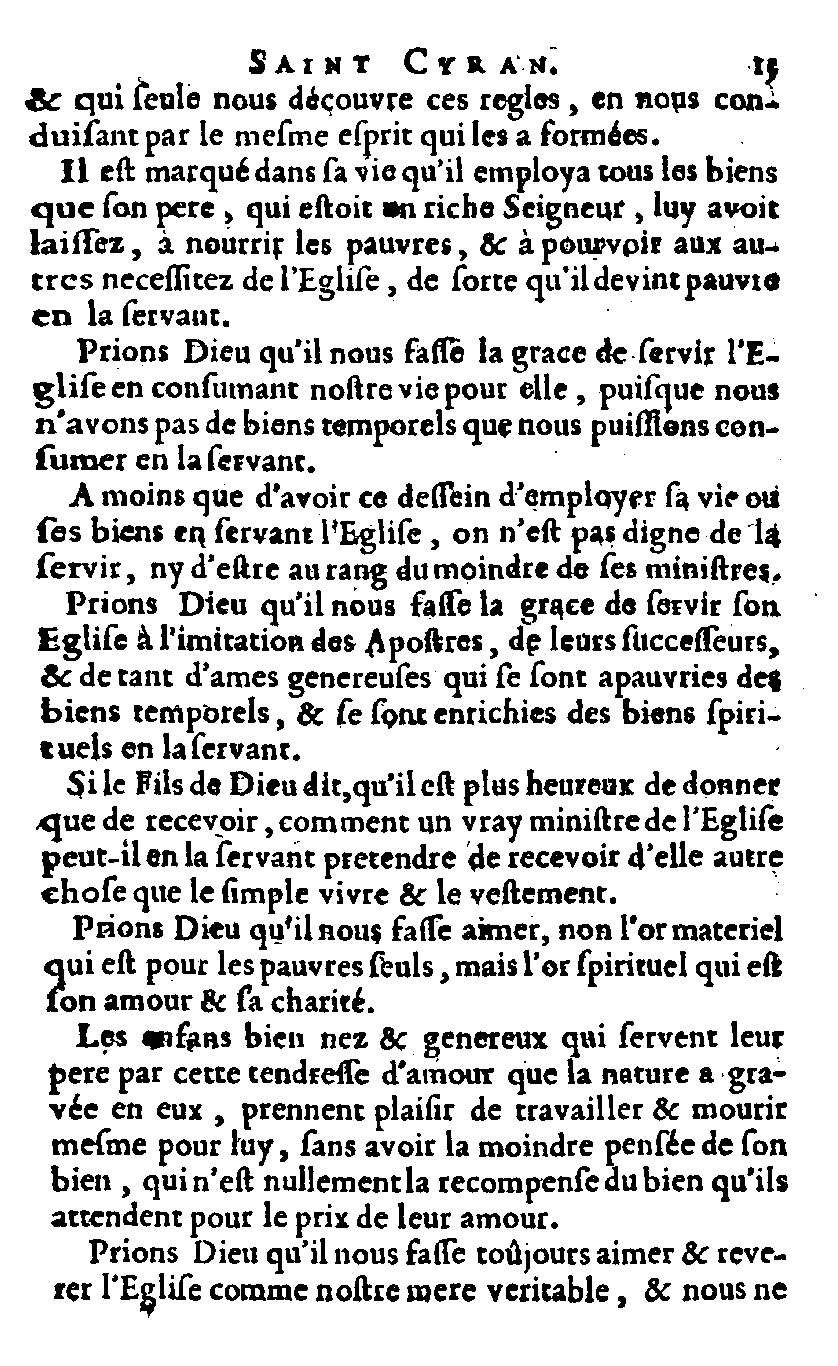 SAINT CYRAN. 15
& qui ſeule nous découvre ces regles, en nous con-
duiſant par le meſme eſprit qui les a formées.
Il eſt marqué dans ſa vie qu'il employa tous les biens
que ſon pere, qui eſtoit un riche Seigneur, luy avoit
laiſſez, à nourrir les pauvres, & à pourvoir aux au-
tres neceſſitez de l'Egliſe, de ſorte qu'il devint pauvre
en la ſervant.
Prions Dieu qu'il nous faſſe la grace de ſervir l'E-
gliſe en conſumant noſtre vie pour elle, puiſque nous
n'avons pas de biens temporels que nous puiſſions con-
ſumer en la ſervant.
A moins que d'avoir ce deſſein d'employer ſa vie ou
ſes biens en ſervant l'Egliſe, on n'eſt pas digne de la
ſervir, ny d'eſtre au rang du moindre de ſes miniſtres.
Prions Dieu qu'il nous faſſe la grace de ſervir ſon
Egliſe à l'imitation des Apoſtres, de leurs ſucceſſeurs,
& de tant d'ames genereuſes qui ſe ſont apauvries des
biens temporels, & ſe ſont enrichies des biens ſpiri-
tuels en la ſervant.
Si le Fils de Dieu dit, qu'il eſt plus heureux de donner
que de recevoir, comment un vray miniſtre de l'Egliſe
peut-il en la ſervant pretendre de recevoir d'elle autre
choſe que le ſimple vivre & le veſtement.
Prions Dieu qu'il nous faſſe aimer, non l'or materiel
qui eſt pour les pauvres ſeuls, mais l'or ſpirituel qui eſt
ſon amour & ſa charité.
Les enfans bien nez & genereux qui ſervent leur
pere par cette tendreſſe d'amour que la nature a gra-
vée en eux, prennent plaiſir de travailler & mourir
meſme pour luy, ſans avoir la moindre penſée de ſon
bien, qui n'eſt nullement la recompenſe du bien qu'ils
attendent pour le prix de leur amour.
Prions Dieu qu'il nous faſſe toûjours aimer & reve-
rer l'Egliſe comme noſtre mere veritable, & nous ne